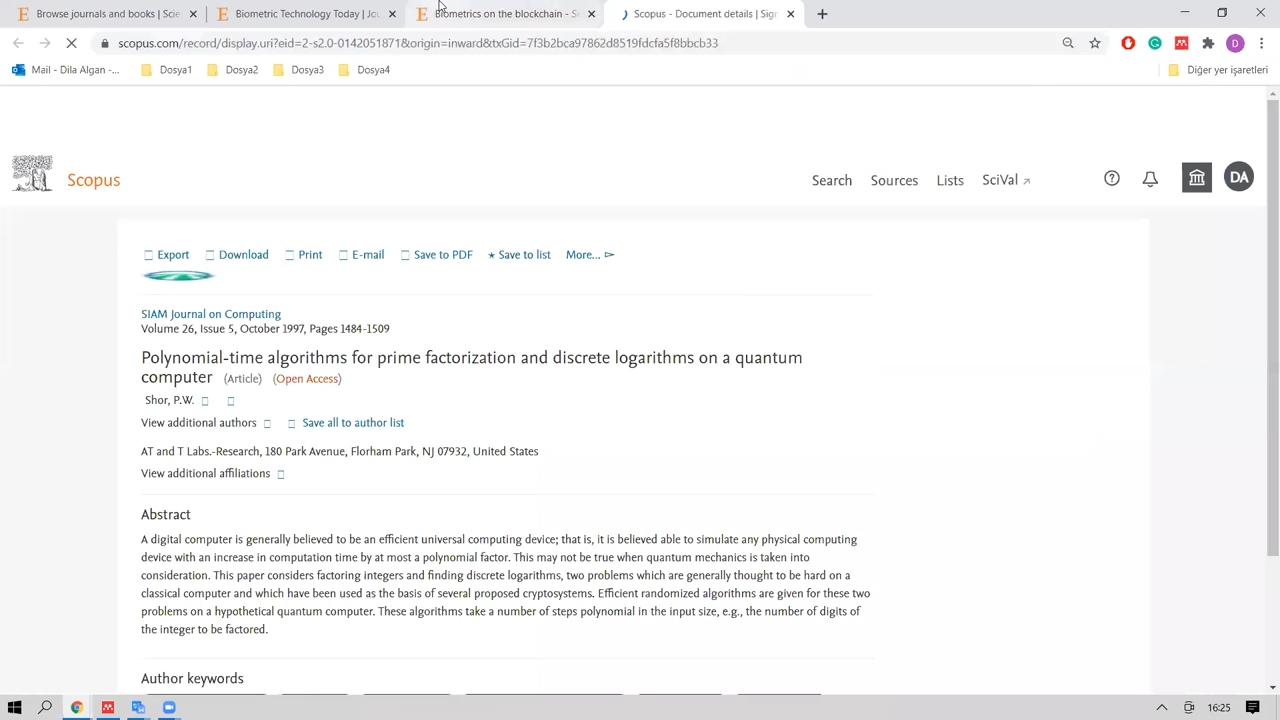 Browse journals and books | Scie
Biometric Technology Today | Jou
Biometrics on the blockchain - Sc
Scopus - Document details | Sign
scopus.com/record/display.uri?eid=2-s2.0-0142051871&origin=inward&txGid=7f3b2bca97862d8519fdcfa5f8bbcb33
D
Mail - Dila Algan -...
Dosya1
Dosya2
Dosya3
Dosya4
Diğer yer işaretleri
Scopus
Search
Sources
Lists
SciVal
DA
Export
Download
Print
E-mail
Save to PDF
Save to list
More...
SIAM Journal on Computing
Volume 26, Issue 5, October 1997, Pages 1484-1509
Polynomial-time algorithms for prime factorization and discrete logarithms on a quantum
computer (Article) (Open Access)
Shor, P.W.
View additional authors
Save all to author list
AT and T Labs.-Research, 180 Park Avenue, Florham Park, NJ 07932, United States
View additional affiliations
Abstract
A digital computer is generally believed to be an efficient universal computing device; that is, it is believed able to simulate any physical computing
device with an increase in computation time by at most a polynomial factor. This may not be true when quantum mechanics is taken into
consideration. This paper considers factoring integers and finding discrete logarithms, two problems which are generally thought to be hard on a
classical computer and which have been used as the basis of several proposed cryptosystems. Efficient randomized algorithms are given for these two
problems on a hypothetical quantum computer. These algorithms take a number of steps polynomial in the input size, e.g., the number of digits of
the integer to be factored.
Author keywords
16:25